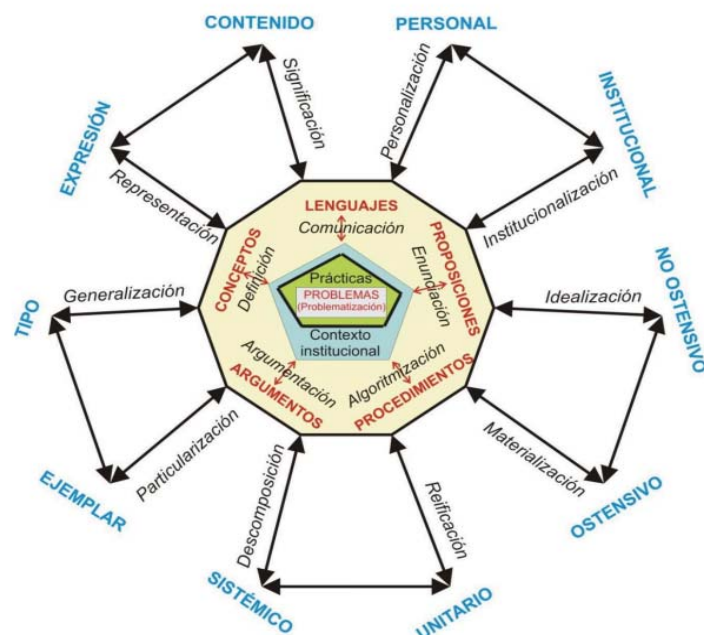 CONTENIDO
PERSONAL
EXPRESIÓN
Significación
Personalización
INSTITUCIONAL
Representación
Institucionalización
LENGUAJES
Comunicación
CONCEPTOS
Definición
Enunciación
PROPOSICIONES
Prácticas
PROBLEMAS
(Problematización)
Contexto
institucional
TIPO
Generalización
Idealización
NO OSTENSIVO
Argumentación
ARGUMENTOS
Algoritmización
PROCEDIMIENTOS
EJEMPLAR
Particularización
Materialización
OSTENSIVO
Descomposición
Reificación
SISTÉMICO
UNITARIO